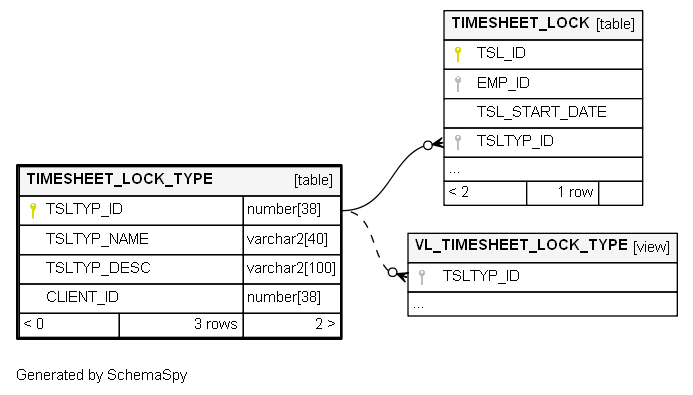 TIMESHEET_LOCK [table]
TSL_ID
EMP_ID
TSL_START_DATE
TSLTYP_ID
...
< 2 1 row
TIMESHEET_LOCK_TYPE [table]
TSLTYP_ID number[38]
TSLTYP_NAME varchar2[40]
TSLTYP_DESC varchar2[100]
CLIENT_ID number[38]
< 0 3 rows 2 >
VL_TIMESHEET_LOCK_TYPE [view]
TSLTYP_ID
...
Generated by SchemaSpy